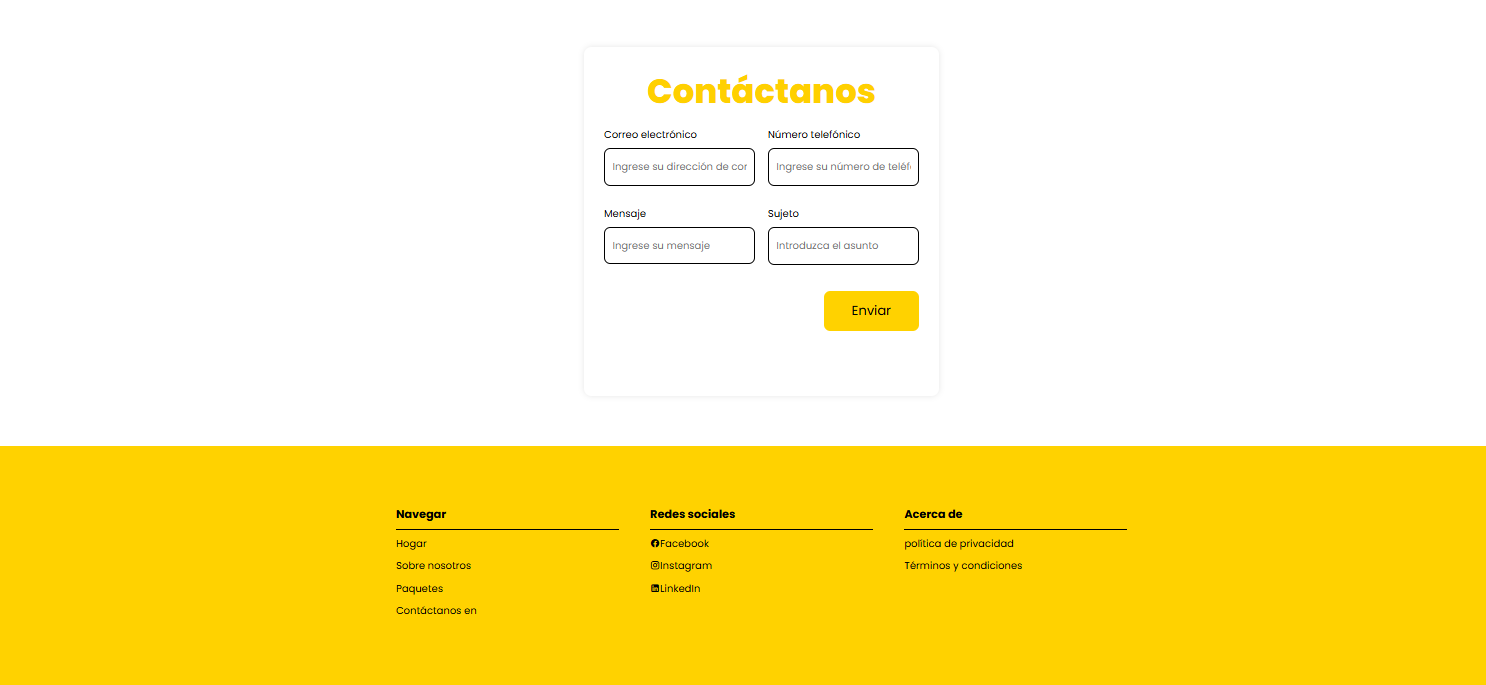 Contáctanos
Correo electrónico
Número telefónico
Ingrese su dirección de cor
Ingrese su número de teléf
Mensaje
Sujeto
Ingrese su mensaje
Introduzca el asunto
Enviar
Navegar
Hogar
Sobre nosotros
Paquetes
Contáctanos en
Redes sociales
Facebook
Instagram
LinkedIn
Acerca de
política de privacidad
Términos y condiciones